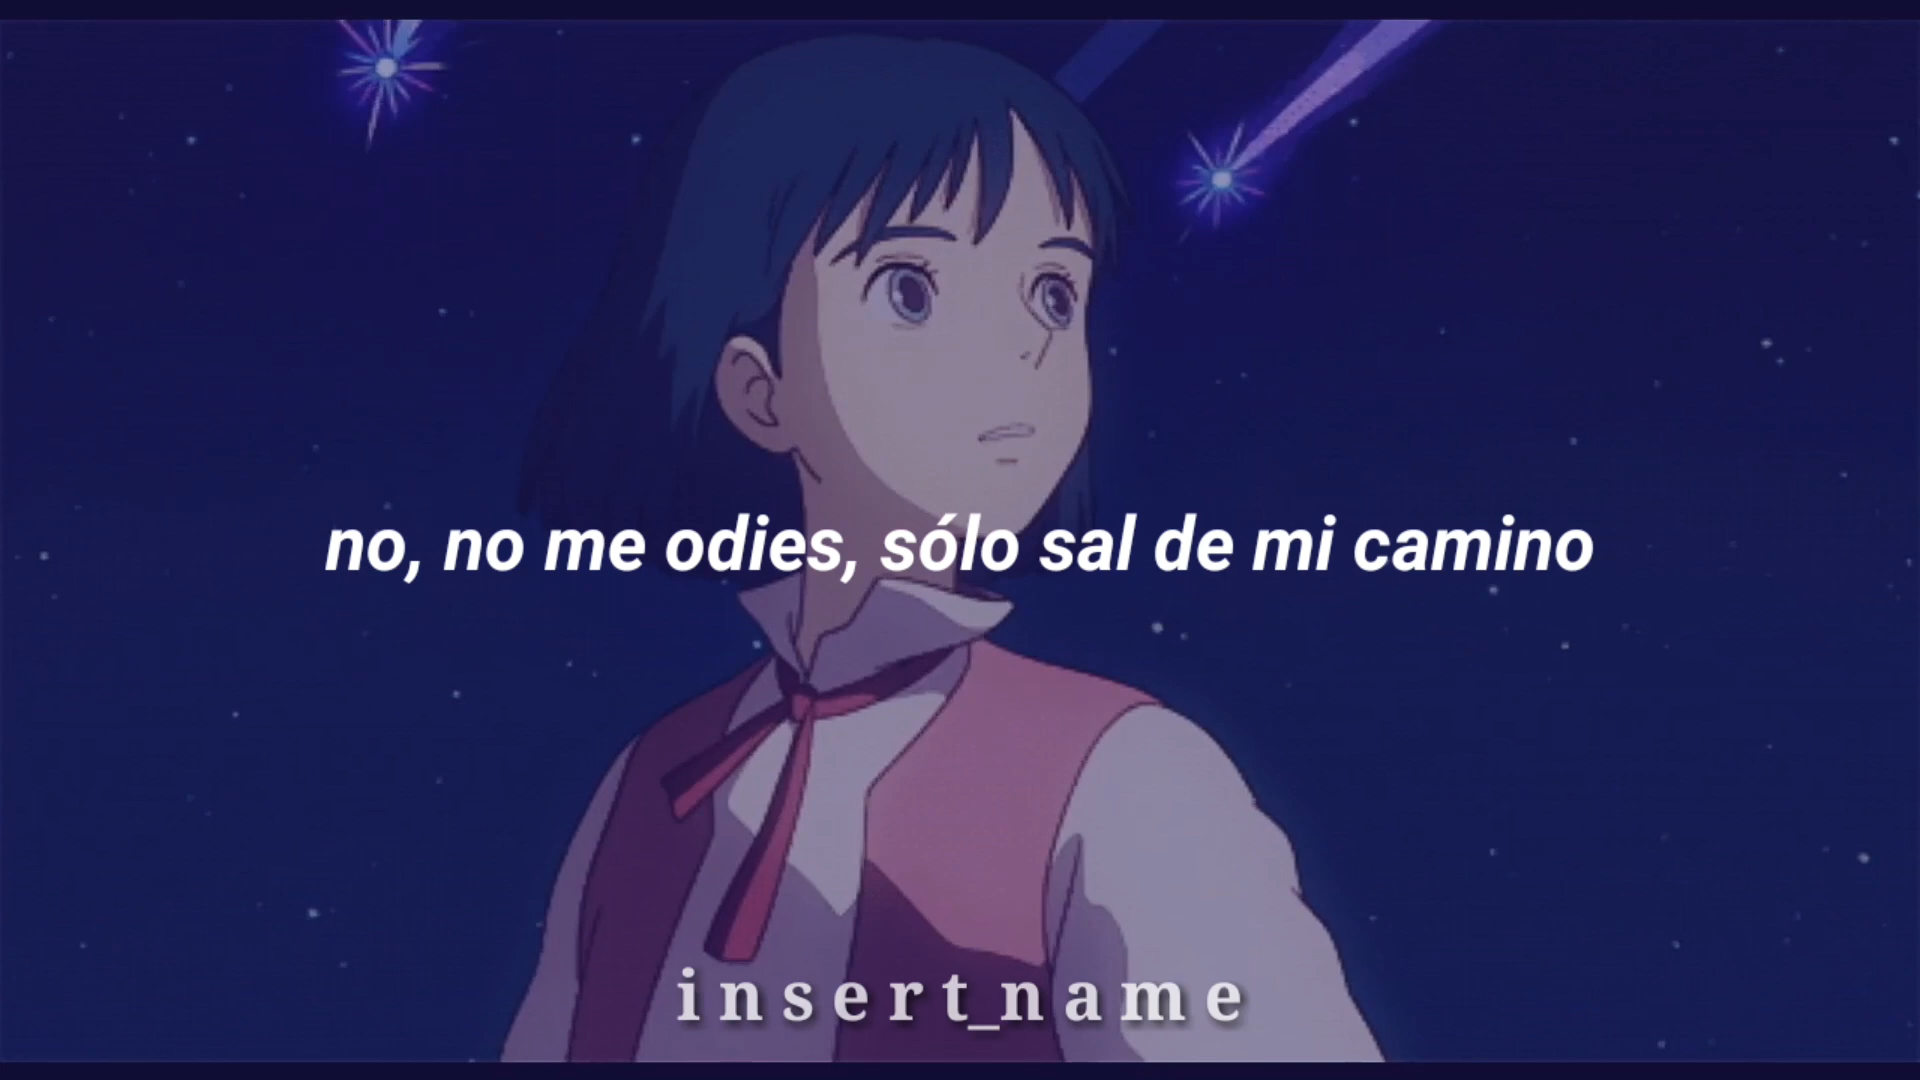 no, no me odies, sólo sal de mi camino
insert_name